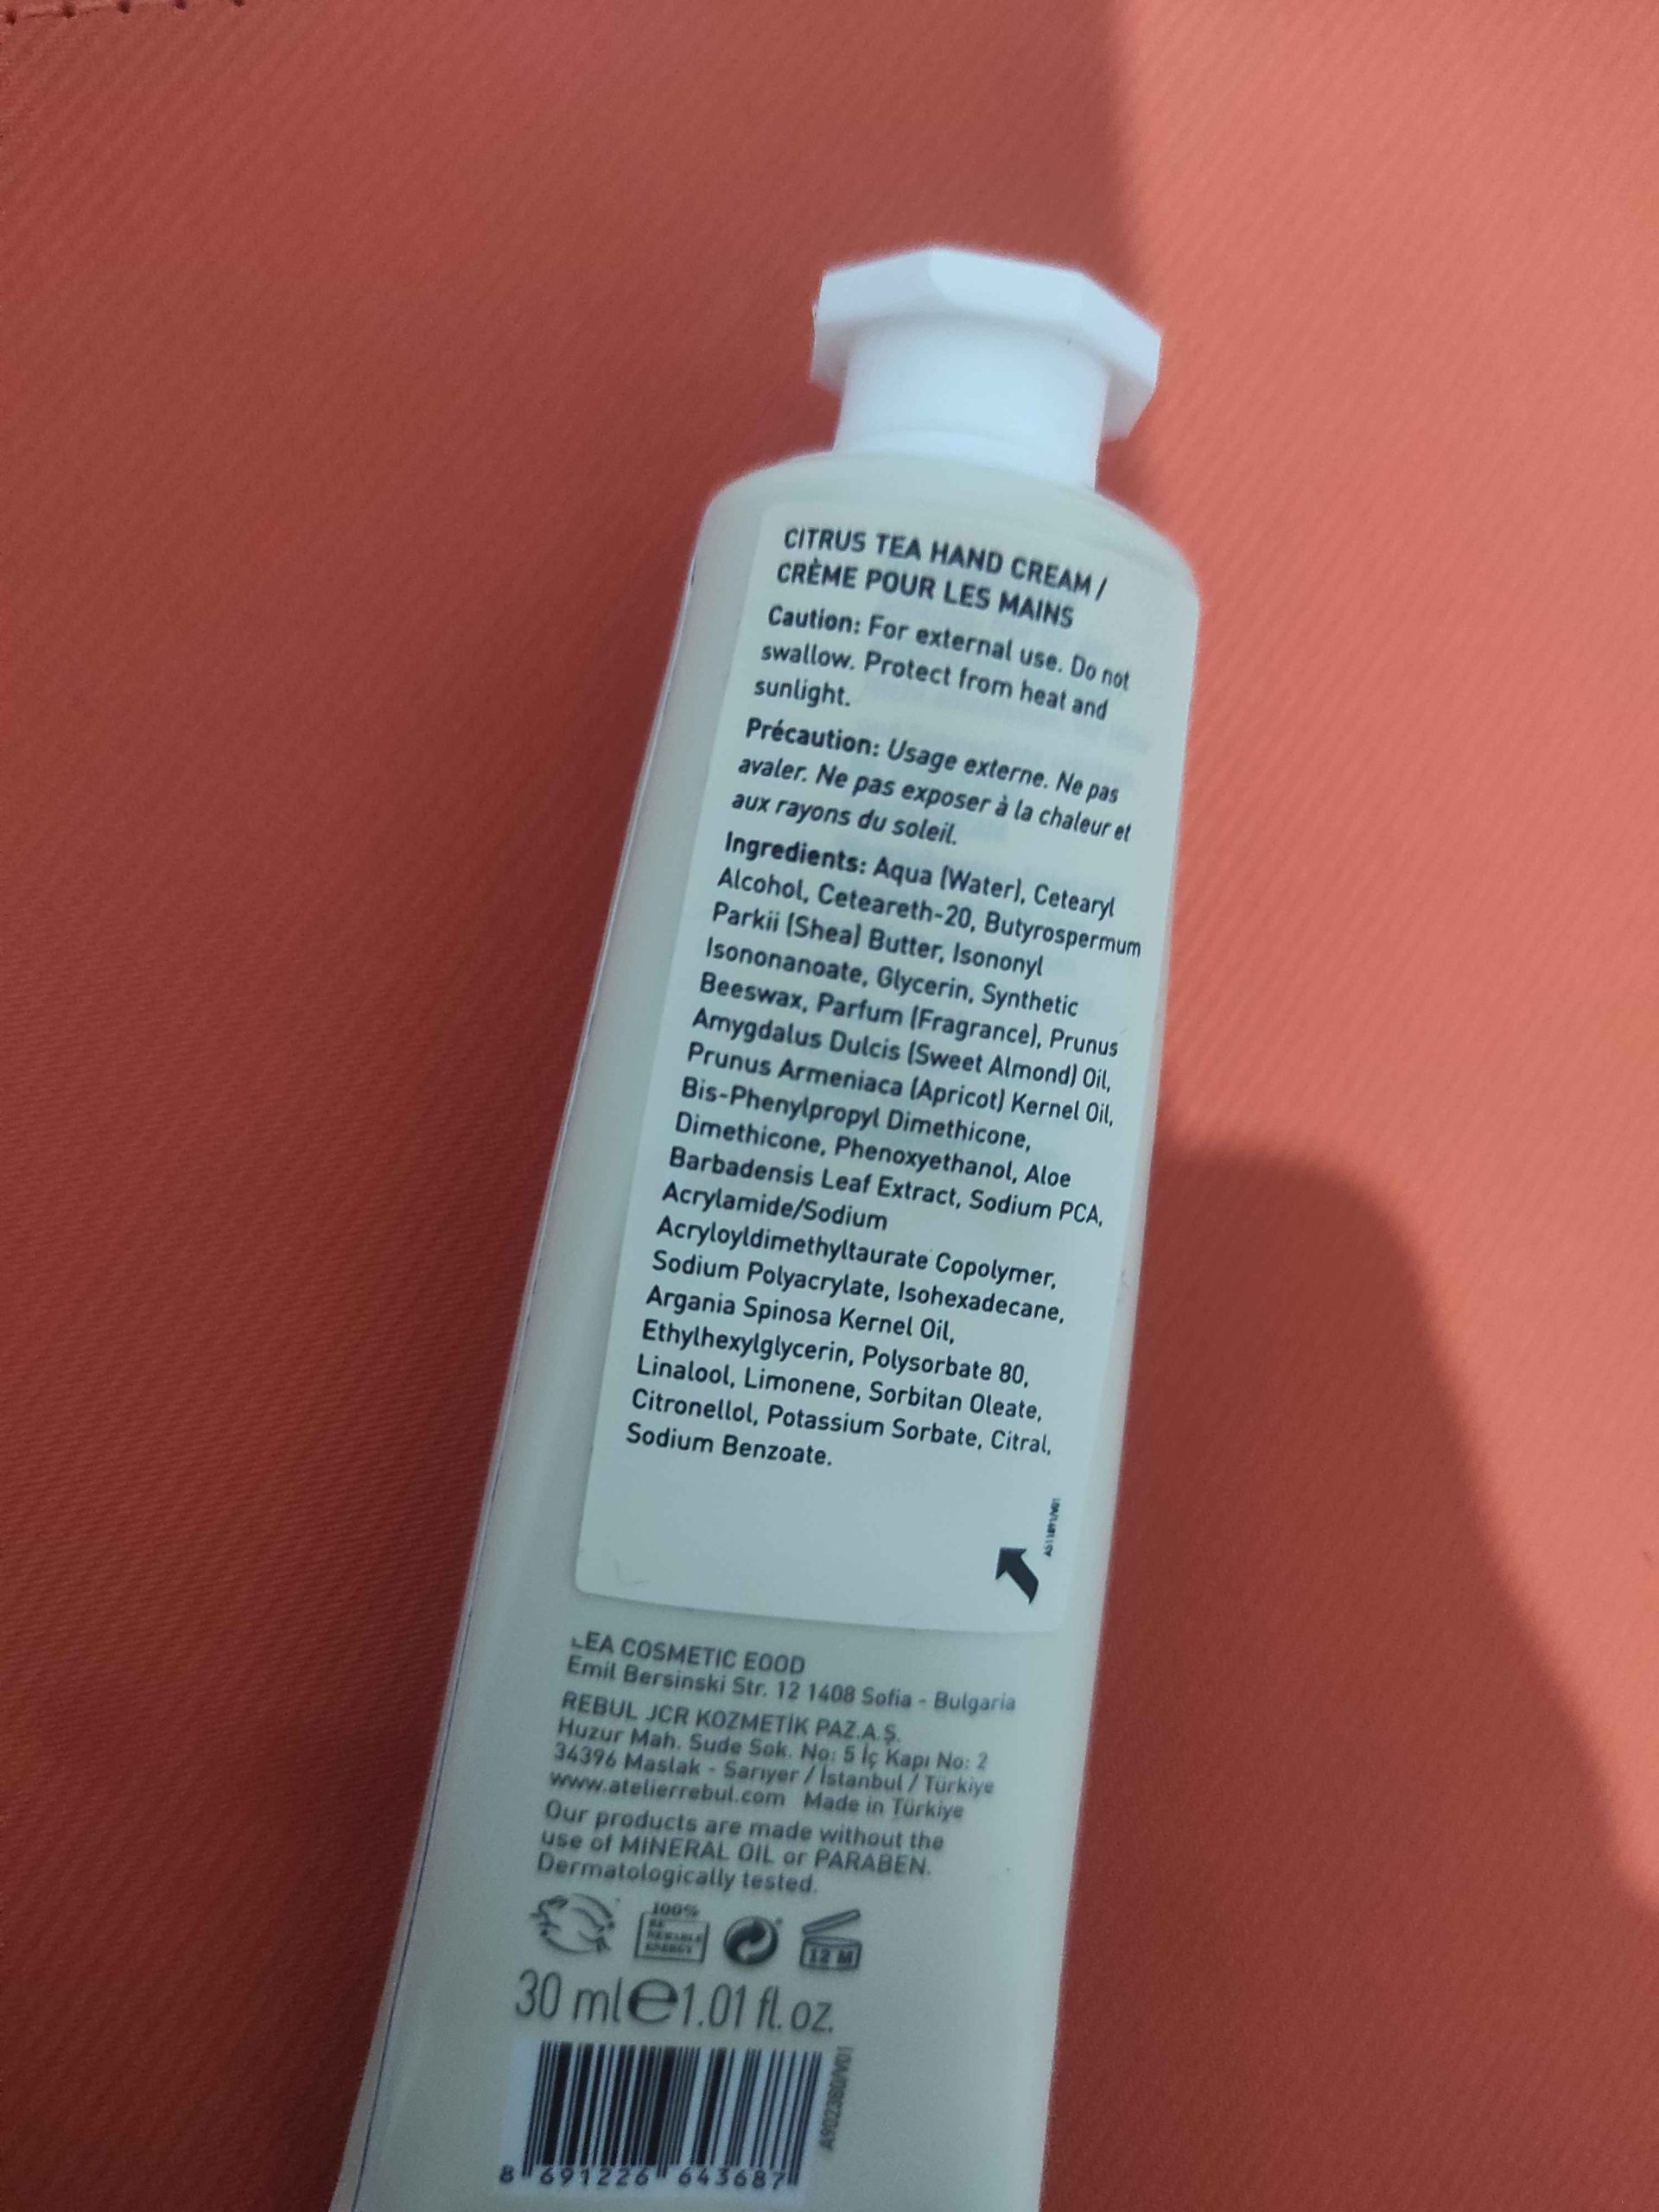 CITRUS TEA HAND CREAM /
CRÈME POUR LES MAINS
Caution: For external use. Do not
swallow. Protect from heat and
sunlight.
Précaution: Usage externe. Ne pas
avaler. Ne pas exposer à la chaleur et
aux rayons du soleil.
Ingredients: Aqua (Water), Cetearyl
Alcohol, Ceteareth-20, Butyrospermum
Parkii (Shea) Butter, Isononyl
Isononanoate, Glycerin, Synthetic
Beeswax, Parfum (Fragrance), Prunus
Amygdalus Dulcis (Sweet Almond) Oil,
Prunus Armeniaca (Apricot) Kernel Oil,
Bis-Phenylpropyl Dimethicone,
Dimethicone, Phenoxyethanol, Aloe
Barbadensis Leaf Extract, Sodium PCA,
Acrylamide/Sodium
Acryloyldimethyltaurate Copolymer,
Sodium Polyacrylate, Isohexadecane,
Argania Spinosa Kernel Oil,
Ethylhexylglycerin, Polysorbate 80,
Linalool, Limonene, Sorbitan Oleate,
Citronellol, Potassium Sorbate, Citral,
Sodium Benzoate.
LEA COSMETIC EOOD
Emil Bersinski Str. 12 1408 Sofia - Bulgaria
REBUL JCR KOZMETİK PAZ.A.Ş.
Huzur Mah. Sude Sok. No: 5 İç Kapı No: 2
34396 Maslak - Sarıyer / İstanbul / Türkiye
www.atelierrebul.com Made in Türkiye
Our products are made without the
use of MINERAL OIL or PARABEN.
Dermatologically tested.
100%
RE
NEWABLE
ENERGY
12 M
30 ml e 1.01 fl. oz.
A902380/V01
8 691226 643687